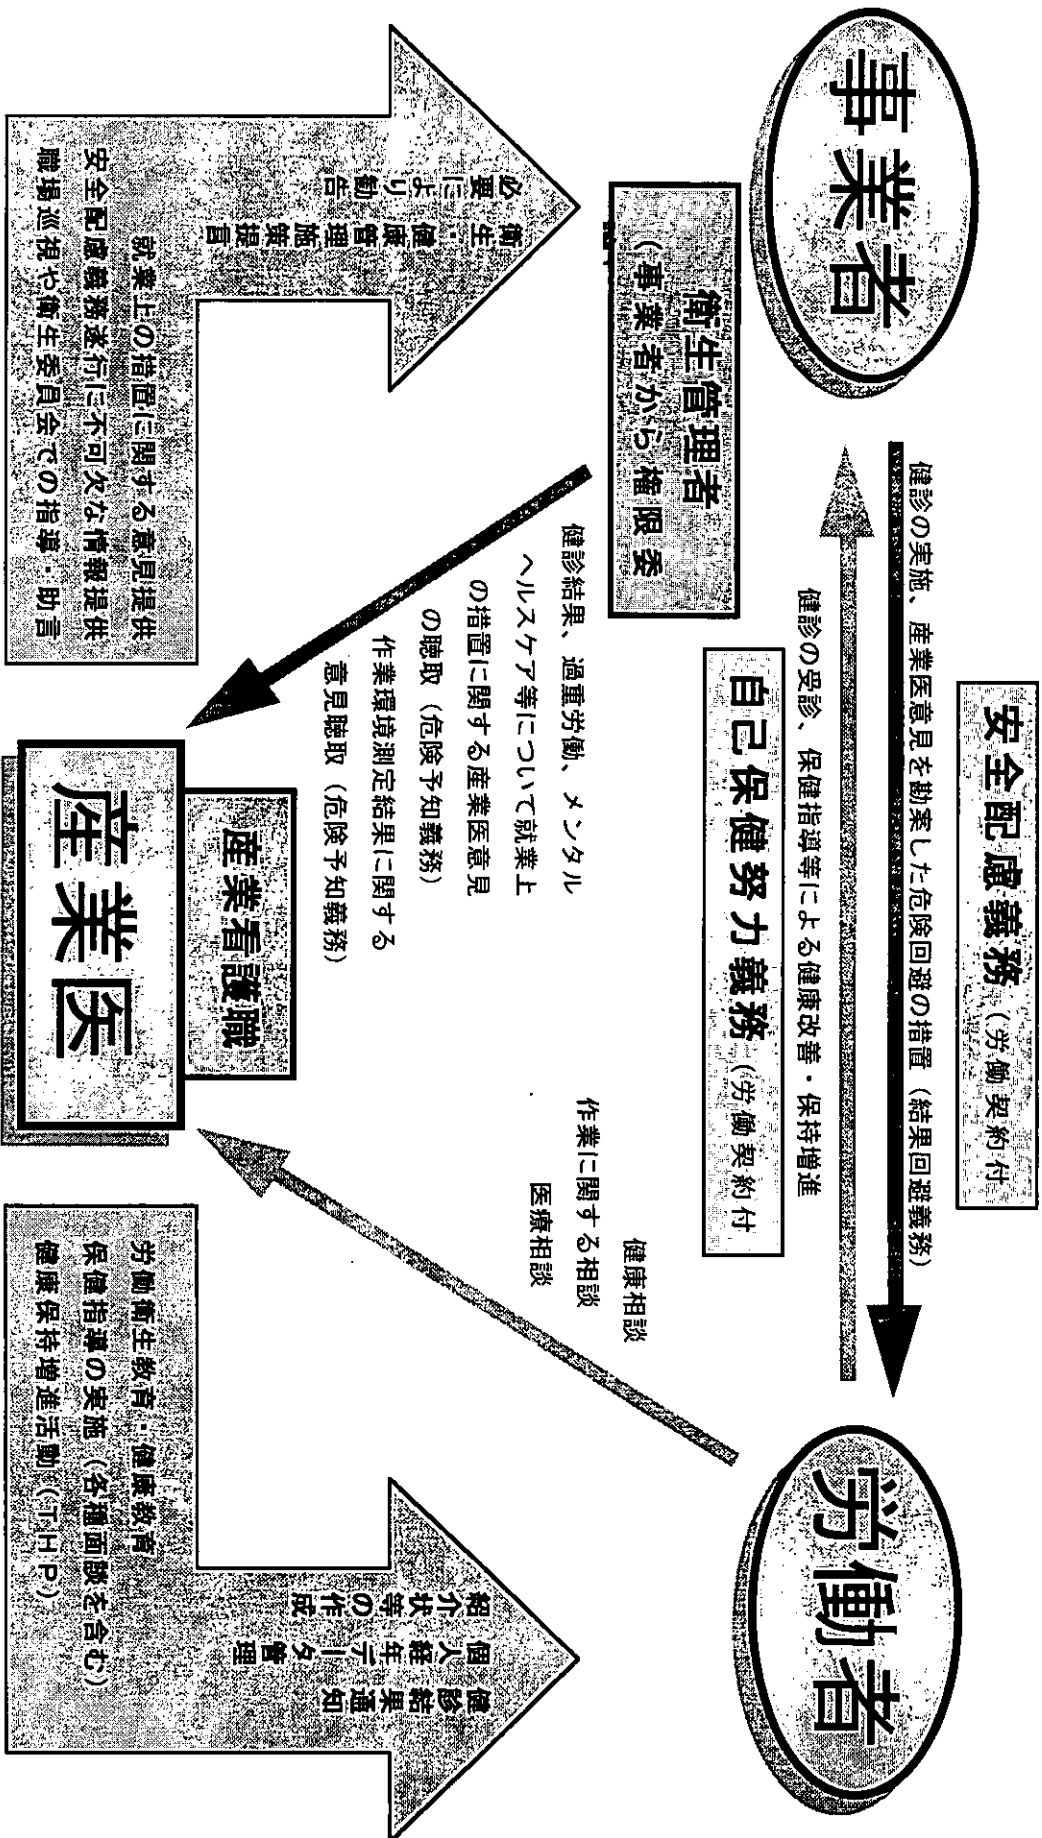 安全配慮義務（労働契約付
健診の実施、産業医意見を勘案した危険回避の措置（結果回避義務）
事業者
労働者
健診の受診、保健指導等による健康改善・保持増進
自己保健努力義務（労働契約付
衛生管理者
（事業者から権限委
健康相談
作業に関する相談
医療相談
健診結果、過重労働、メンタル
ヘルスケア等について就業上
の措置に関する産業医意見
の聴取（危険予知義務）
作業環境測定結果に関する
意見聴取（危険予知義務）
衛生・健康管理施策提言
必要により勧告
就業上の措置に関する意見提供
安全配慮義務遂行に不可欠な情報提供
職場巡視や衛生委員会での指導・助言
産業看護職
産業医
健診結果通知
個人経年データ管理
紹介状等の作成
労働衛生教育・健康教育
保健指導の実施（各種面談を含む）
健康保持増進活動（ＴＨＰ）